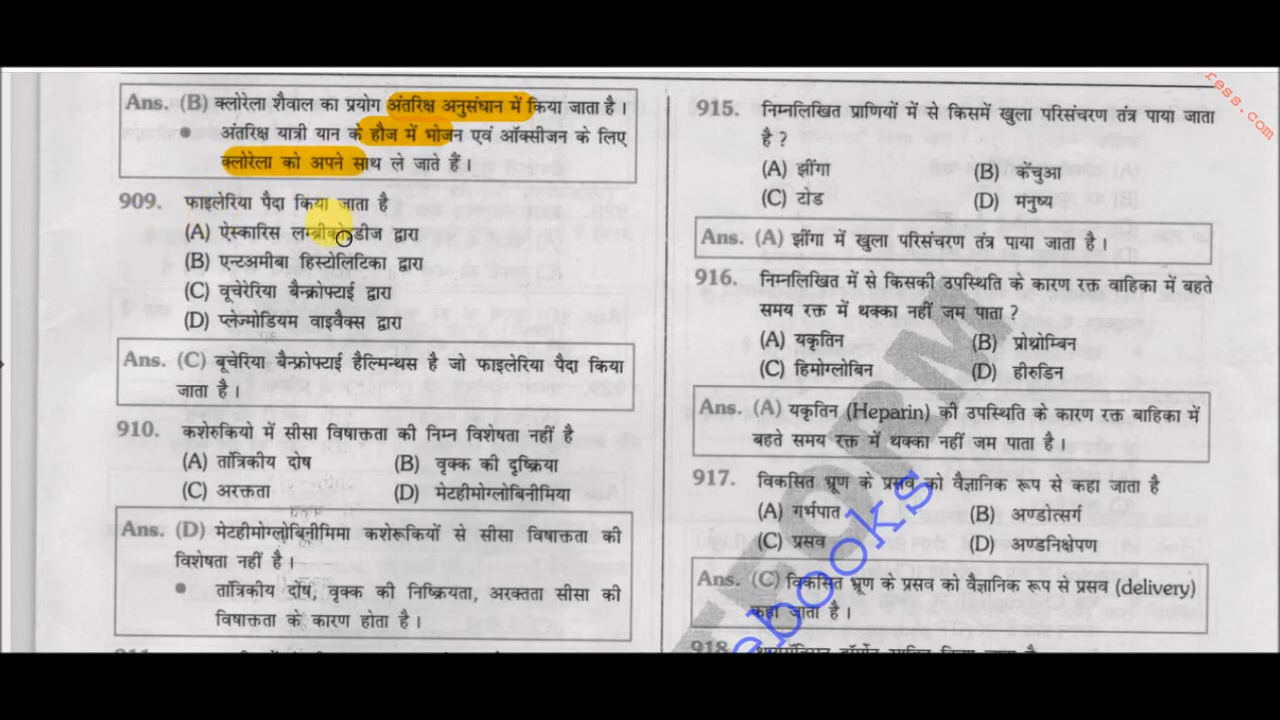 Ans. (B) क्लोरेला शैवाल का प्रयोग अंतरिक्ष अनुसंधान में किया जाता है।
● अंतरिक्ष यात्री यान के हौज में भोजन एवं ऑक्सीजन के लिए
क्लोरेला को अपने साथ ले जाते हैं।
909. फाइलेरिया पैदा किया जाता है
(A) ऐस्कारिस लम्ब्रीकोइडीज द्वारा
(B) एन्टअमीबा हिस्टोलिटिका द्वारा
(C) वूचेरेरिया बैन्क्रोफ्टाई द्वारा
(D) प्लेज्मोडियम वाइवैक्स द्वारा
Ans. (C) बूचेरिया बैन्फ्रोफ्टाई हैल्मिन्थस है जो फाइलेरिया पैदा किया
जाता है।
910. कशेरुकियो में सीसा विषाक्तता की निम्न विशेषता नहीं है
(A) तांत्रिकीय दोष (B) वृक्क की दृष्क्रिया
(C) अरक्तता (D) मेटहीमोग्लोबिनीमिया
Ans. (D) मेटहीमोग्लोबिनीमिमा कशेरूकियों से सीसा विषाक्तता की
विशेषता नहीं है।
● तांत्रिकीय दोष, वृक्क की निष्क्रियता, अरक्तता सीसा की
विषाक्तता के कारण होता है।
915. निम्नलिखित प्राणियों में से किसमें खुला परिसंचरण तंत्र पाया जाता
है ?
(A) झींगा (B) केंचुआ
(C) टोड (D) मंनुष्य
Ans. (A) झींगा में खुला परिसंचरण तंत्र पाया जाता है।
916. निम्नलिखित में से किसकी उपस्थिति के कारण रक्त वाहिका में बहते
समय रक्त में थक्का नहीं जम पाता ?
(A) यकृतिन (B) प्रोथोम्बिन
(C) हिमोग्लोबिन (D) हीरुडिन
Ans. (A) यकृतिन (Heparin) की उपस्थिति के कारण रक्त बाहिका में
बहते समय रक्त में थक्का नहीं जम पाता है।
917. विकसित भ्रूण के प्रसव को वैज्ञानिक रूप से कहा जाता है
(A) गर्भपात (B) अण्डोत्सर्ग
(C) प्रसव (D) अण्डनिक्षेपण
Ans. (C) विकसित भ्रूण के प्रसव को वैज्ञानिक रूप से प्रसव (delivery)
कहा जाता है।
918.
ress.com
ebooks